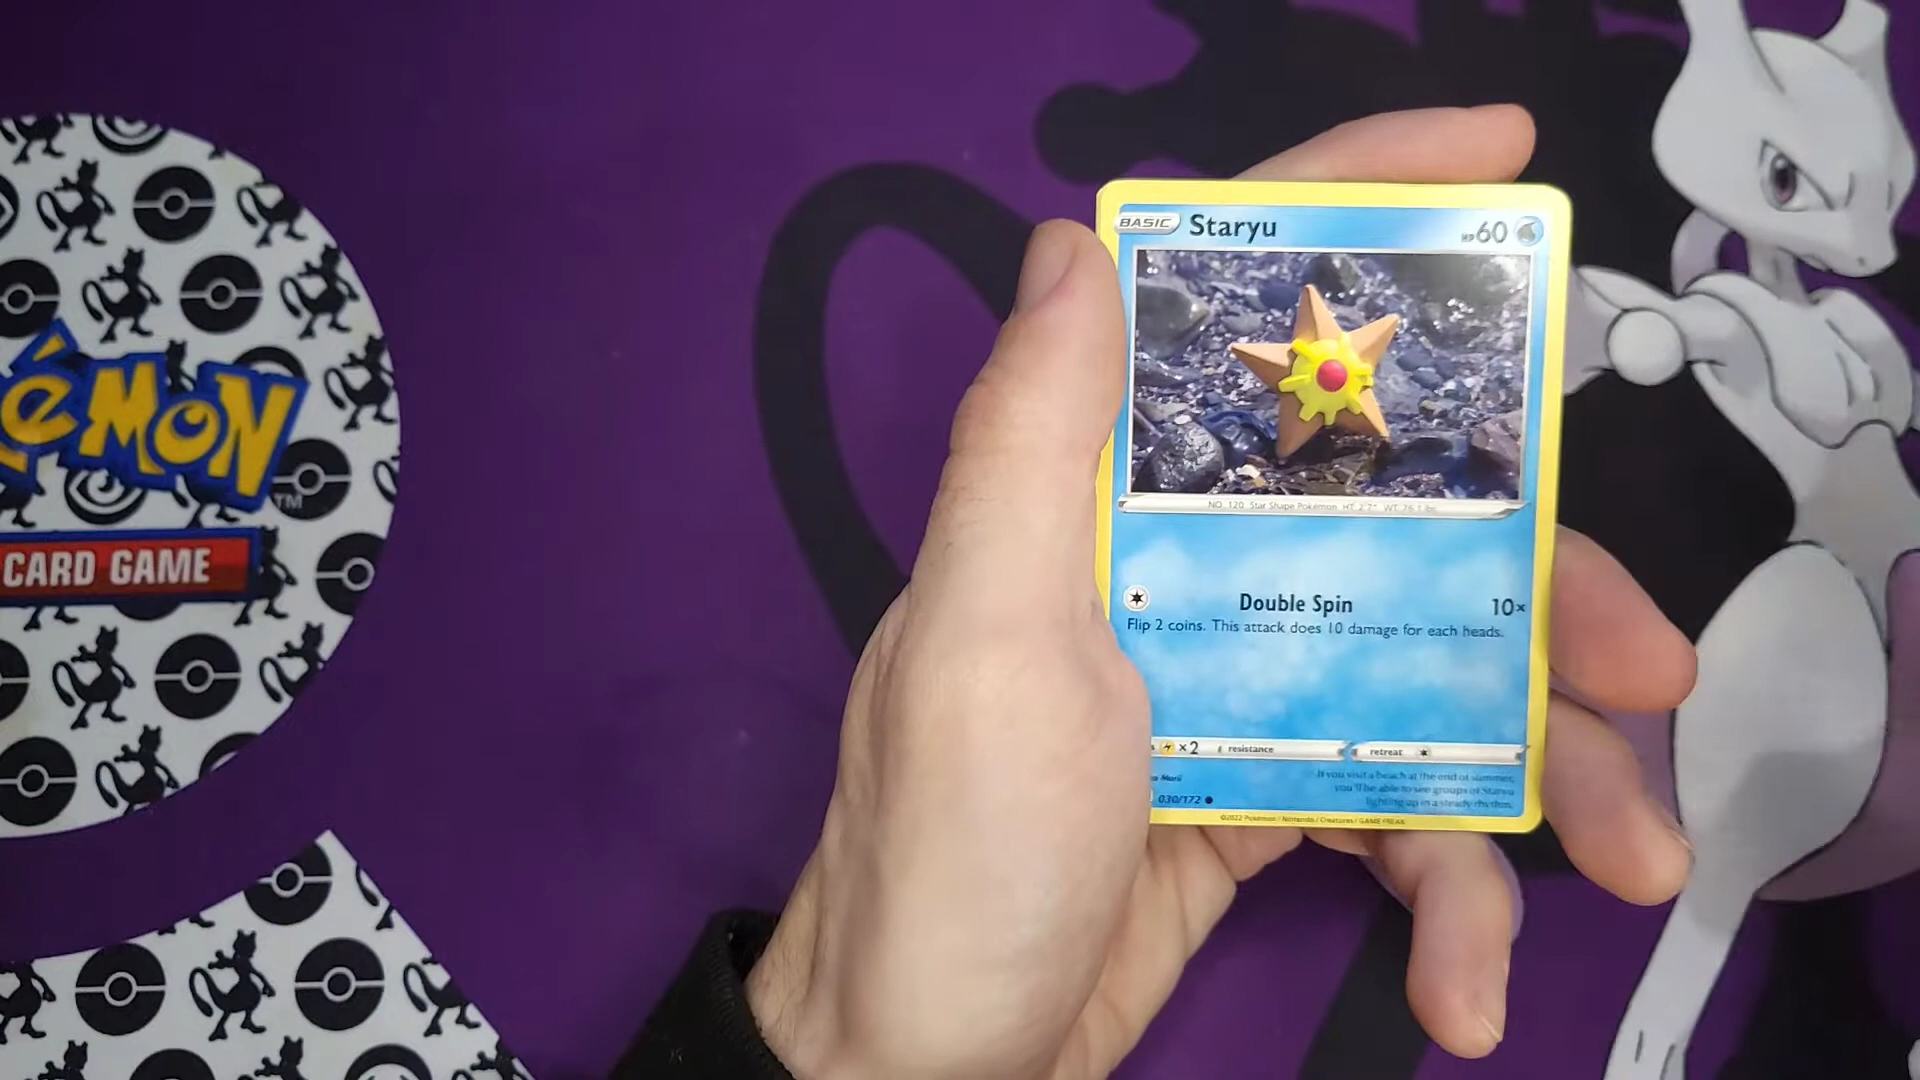 éMON
TM
CARD GAME
BASIC Staryu HP 60
NO. 120 Star Shape Pokémon HT: 2'7" WT: 76.1 lbs.
Double Spin 10×
Flip 2 coins. This attack does 10 damage for each heads.
s ×2 resistance retreat
If you visit a beach at the end of summer,
you'll be able to see groups of Staryu
lighting up in a steady rhythm.
030/172
©2022 Pokémon / Nintendo / Creatures / GAME FREAK